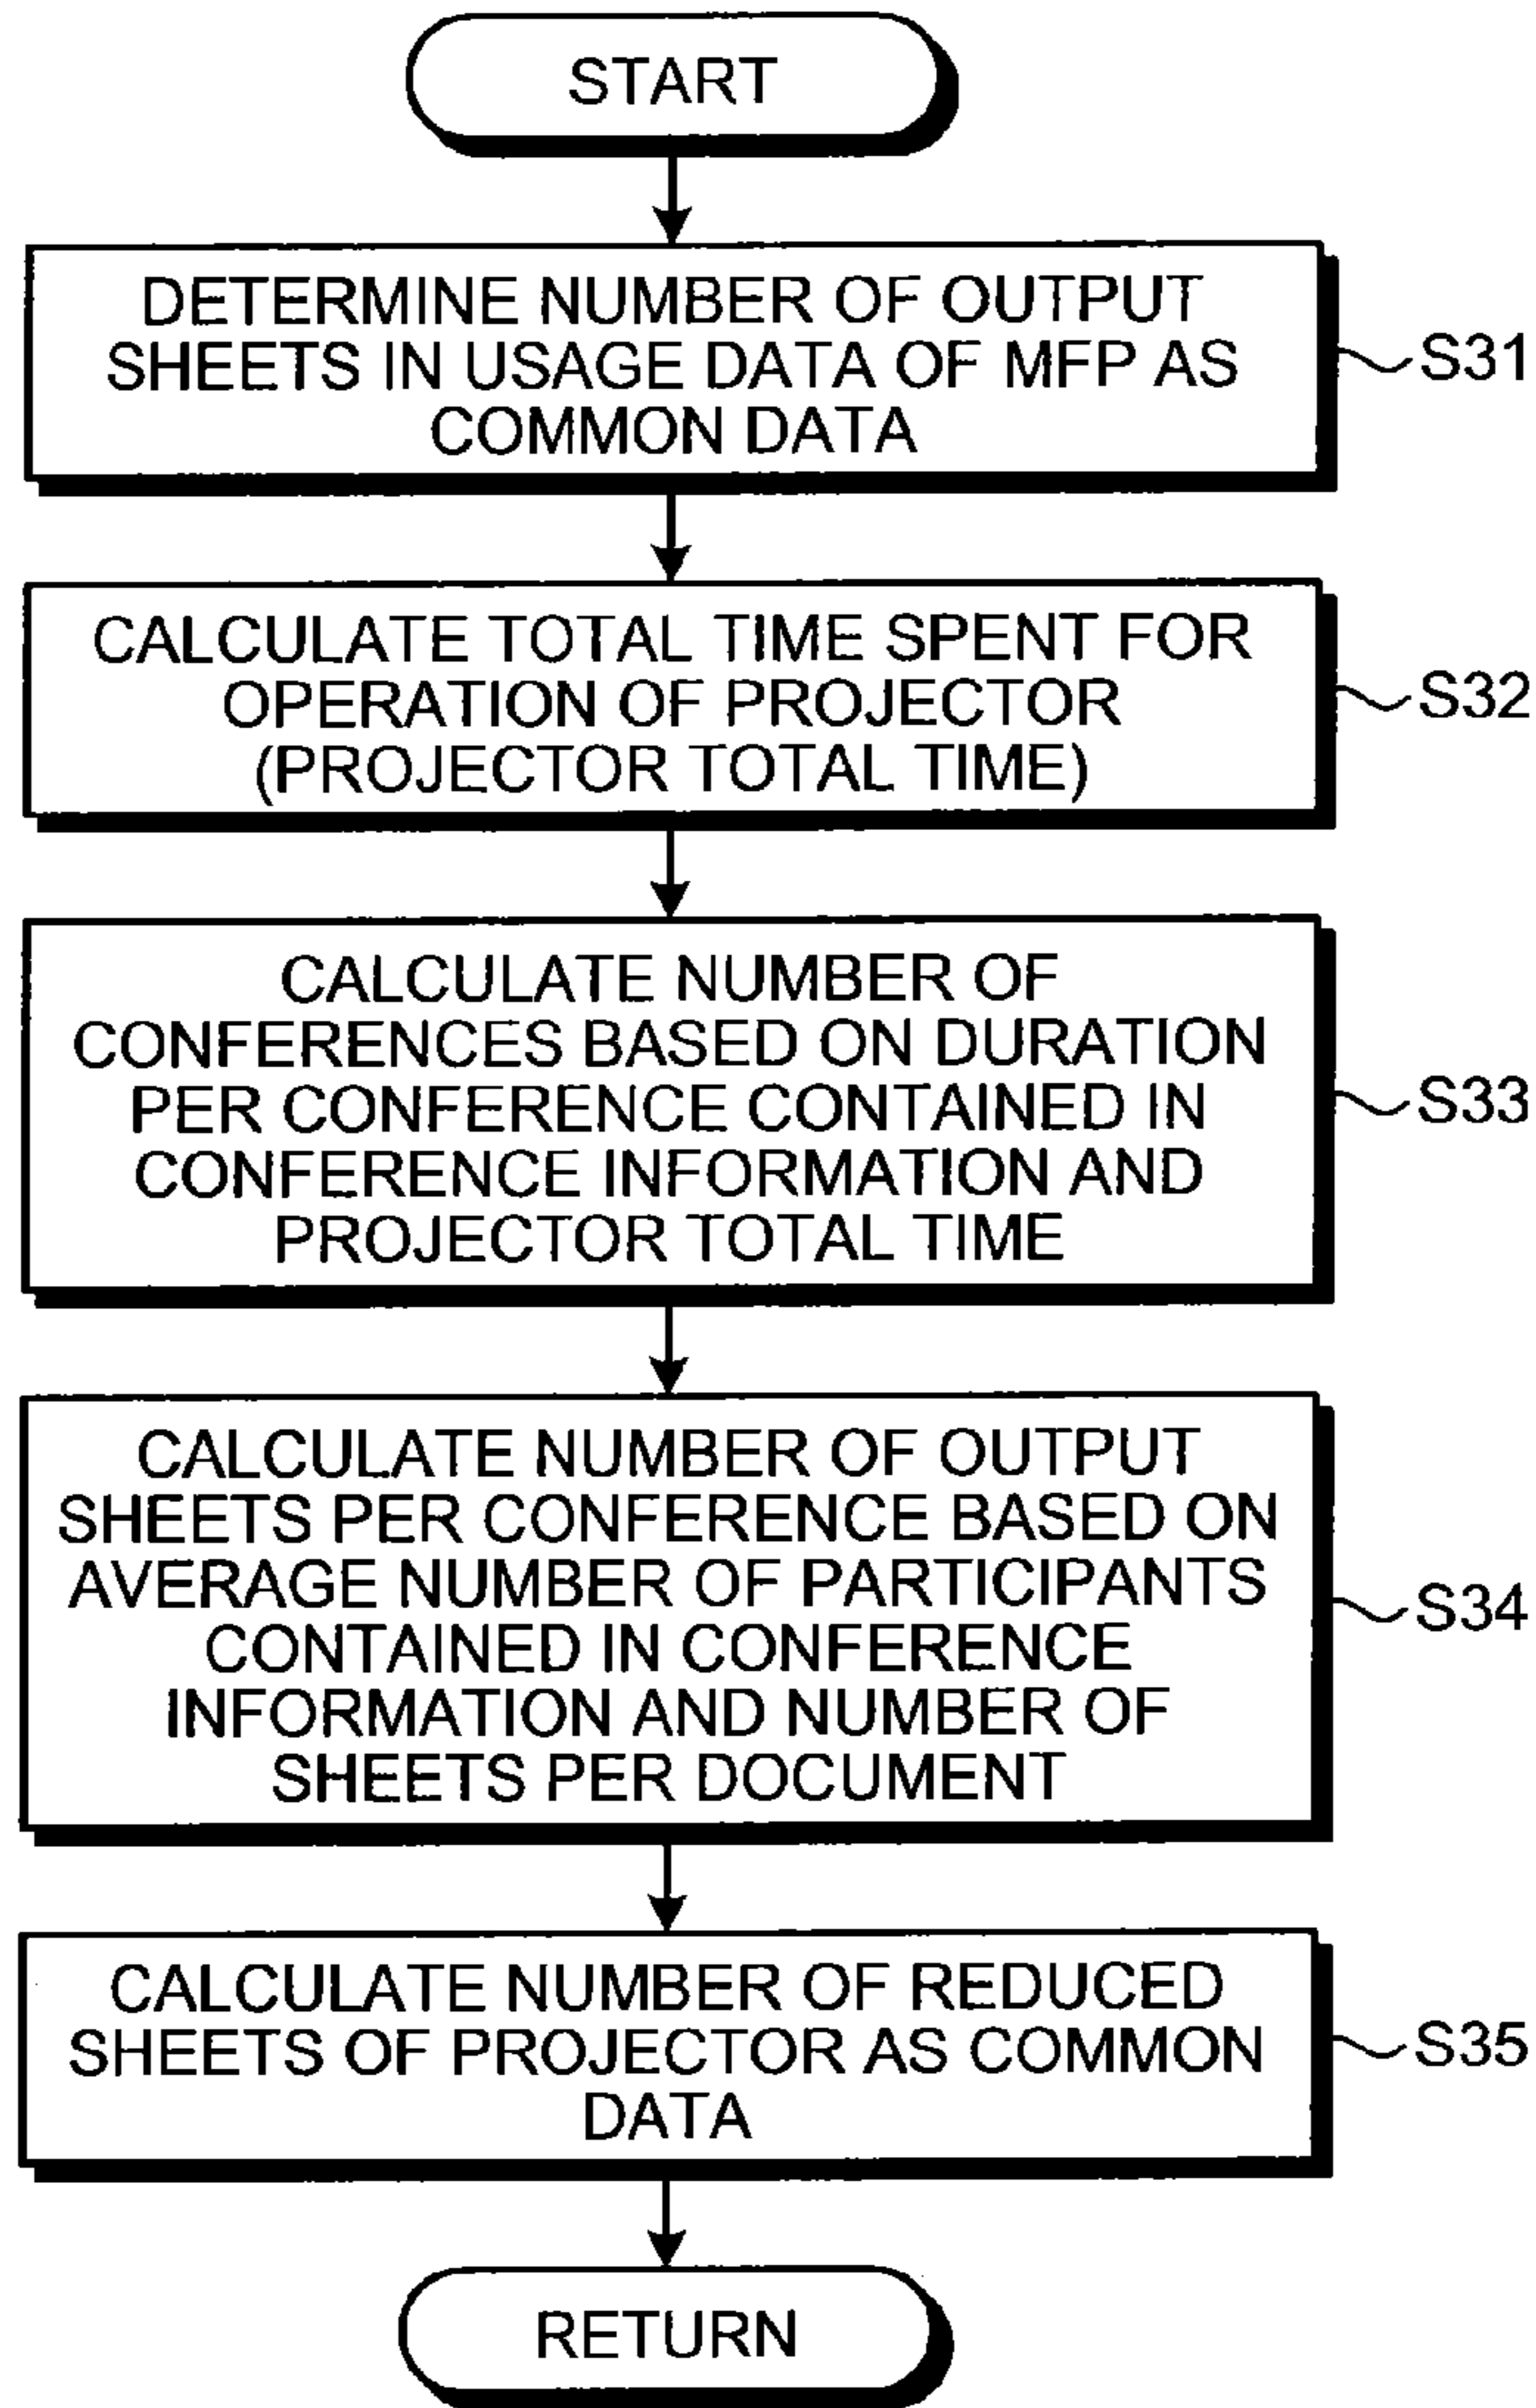 START
DETERMINE NUMBER OF OUTPUT
SHEETS IN USAGE DATA OF MFP AS
COMMON DATA
S31
CALCULATE TOTAL TIME SPENT FOR
OPERATION OF PROJECTOR
(PROJECTOR TOTAL TIME)
S32
CALCULATE NUMBER OF
CONFERENCES BASED ON DURATION
PER CONFERENCE CONTAINED IN
CONFERENCE INFORMATION AND
PROJECTOR TOTAL TIME
S33
CALCULATE NUMBER OF OUTPUT
SHEETS PER CONFERENCE BASED ON
AVERAGE NUMBER OF PARTICIPANTS
CONTAINED IN CONFERENCE
INFORMATION AND NUMBER OF
SHEETS PER DOCUMENT
S34
CALCULATE NUMBER OF REDUCED
SHEETS OF PROJECTOR AS COMMON
DATA
S35
RETURN